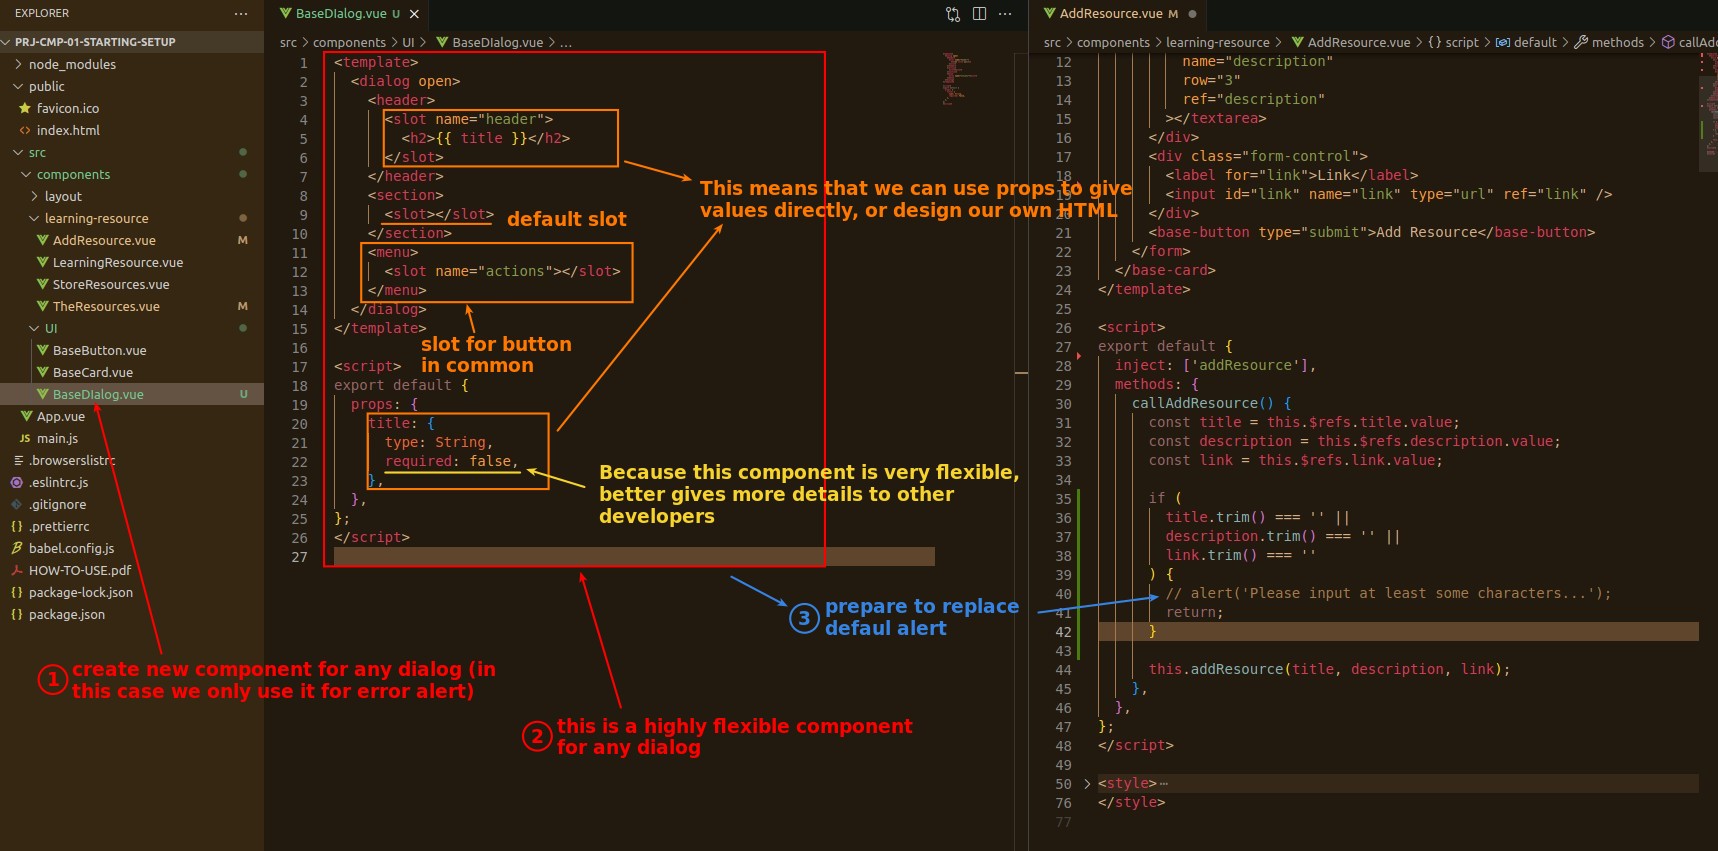 EXPLORER
PRJ-CMP-01-STARTING-SETUP
node_modules
public
favicon.ico
index.html
src
components
layout
learning-resource
AddResource.vue M
LearningResource.vue
StoreResources.vue
TheResources.vue M
UI
BaseButton.vue
BaseCard.vue
BaseDIalog.vue U
App.vue
JS main.js
.browserslistrc
.eslintrc.js
.gitignore
{} .prettierrc
babel.config.js
HOW-TO-USE.pdf
{} package-lock.json
{} package.json
1 create new component for any dialog (in
this case we only use it for error alert)
BaseDIalog.vue U
src > components > UI > BaseDIalog.vue > ...
1 <template>
2 <dialog open>
3 <header>
4 <slot name="header">
5 <h2>{{ title }}</h2>
6 </slot>
7 </header>
8 <section>
9 <slot></slot>
10 </section>
11 <menu>
12 <slot name="actions"></slot>
13 </menu>
14 </dialog>
15 </template>
16
17 <script>
18 export default {
19 props: {
20 title: {
21 type: String,
22 required: false,
23 },
24 },
25 };
26 </script>
27
This means that we can use props to give
values directly, or design our own HTML
default slot
slot for button
in common
Because this component is very flexible,
better gives more details to other
developers
3 prepare to replace
defaul alert
2 this is a highly flexible component
for any dialog
AddResource.vue M
src > components > learning-resource > AddResource.vue > {} script > default > methods > callAdd
12 name="description"
13 row="3"
14 ref="description"
15 ></textarea>
16 </div>
17 <div class="form-control">
18 <label for="link">Link</label>
19 <input id="link" name="link" type="url" ref="link" />
20 </div>
21 <base-button type="submit">Add Resource</base-button>
22 </form>
23 </base-card>
24 </template>
25
26 <script>
27 export default {
28 inject: ['addResource'],
29 methods: {
30 callAddResource() {
31 const title = this.$refs.title.value;
32 const description = this.$refs.description.value;
33 const link = this.$refs.link.value;
34
35 if (
36 title.trim() === '' ||
37 description.trim() === '' ||
38 link.trim() === ''
39 ) {
40 // alert('Please input at least some characters...');
41 return;
42 }
43
44 this.addResource(title, description, link);
45 },
46 },
47 };
48 </script>
49
50 <style>
76 </style>
77